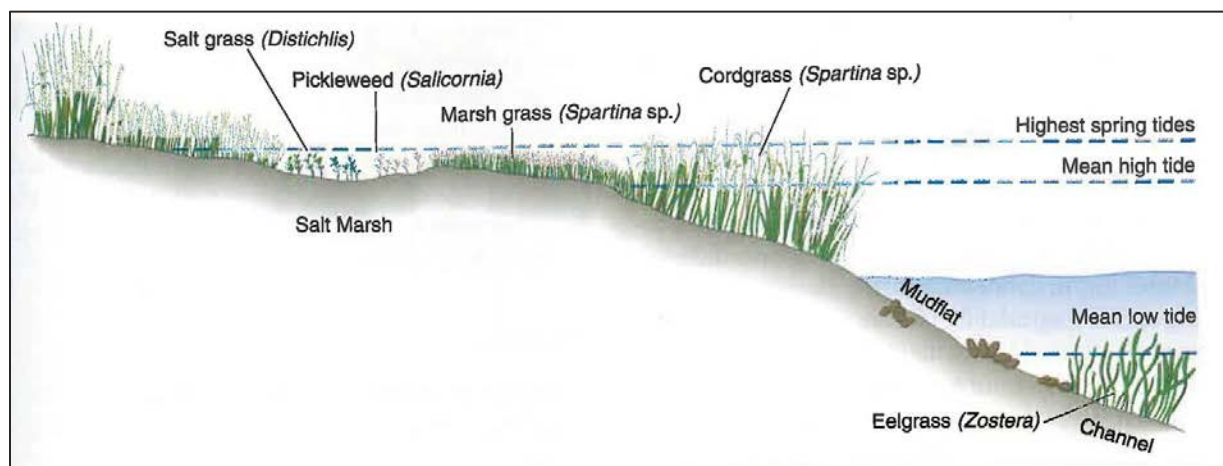 Salt grass (Distichlis)
Pickleweed (Salicornia)
Marsh grass (Spartina sp.)
Cordgrass (Spartina sp.)
Highest spring tides
Mean high tide
Salt Marsh
Mudflat
Mean low tide
Eelgrass (Zostera)
Channel